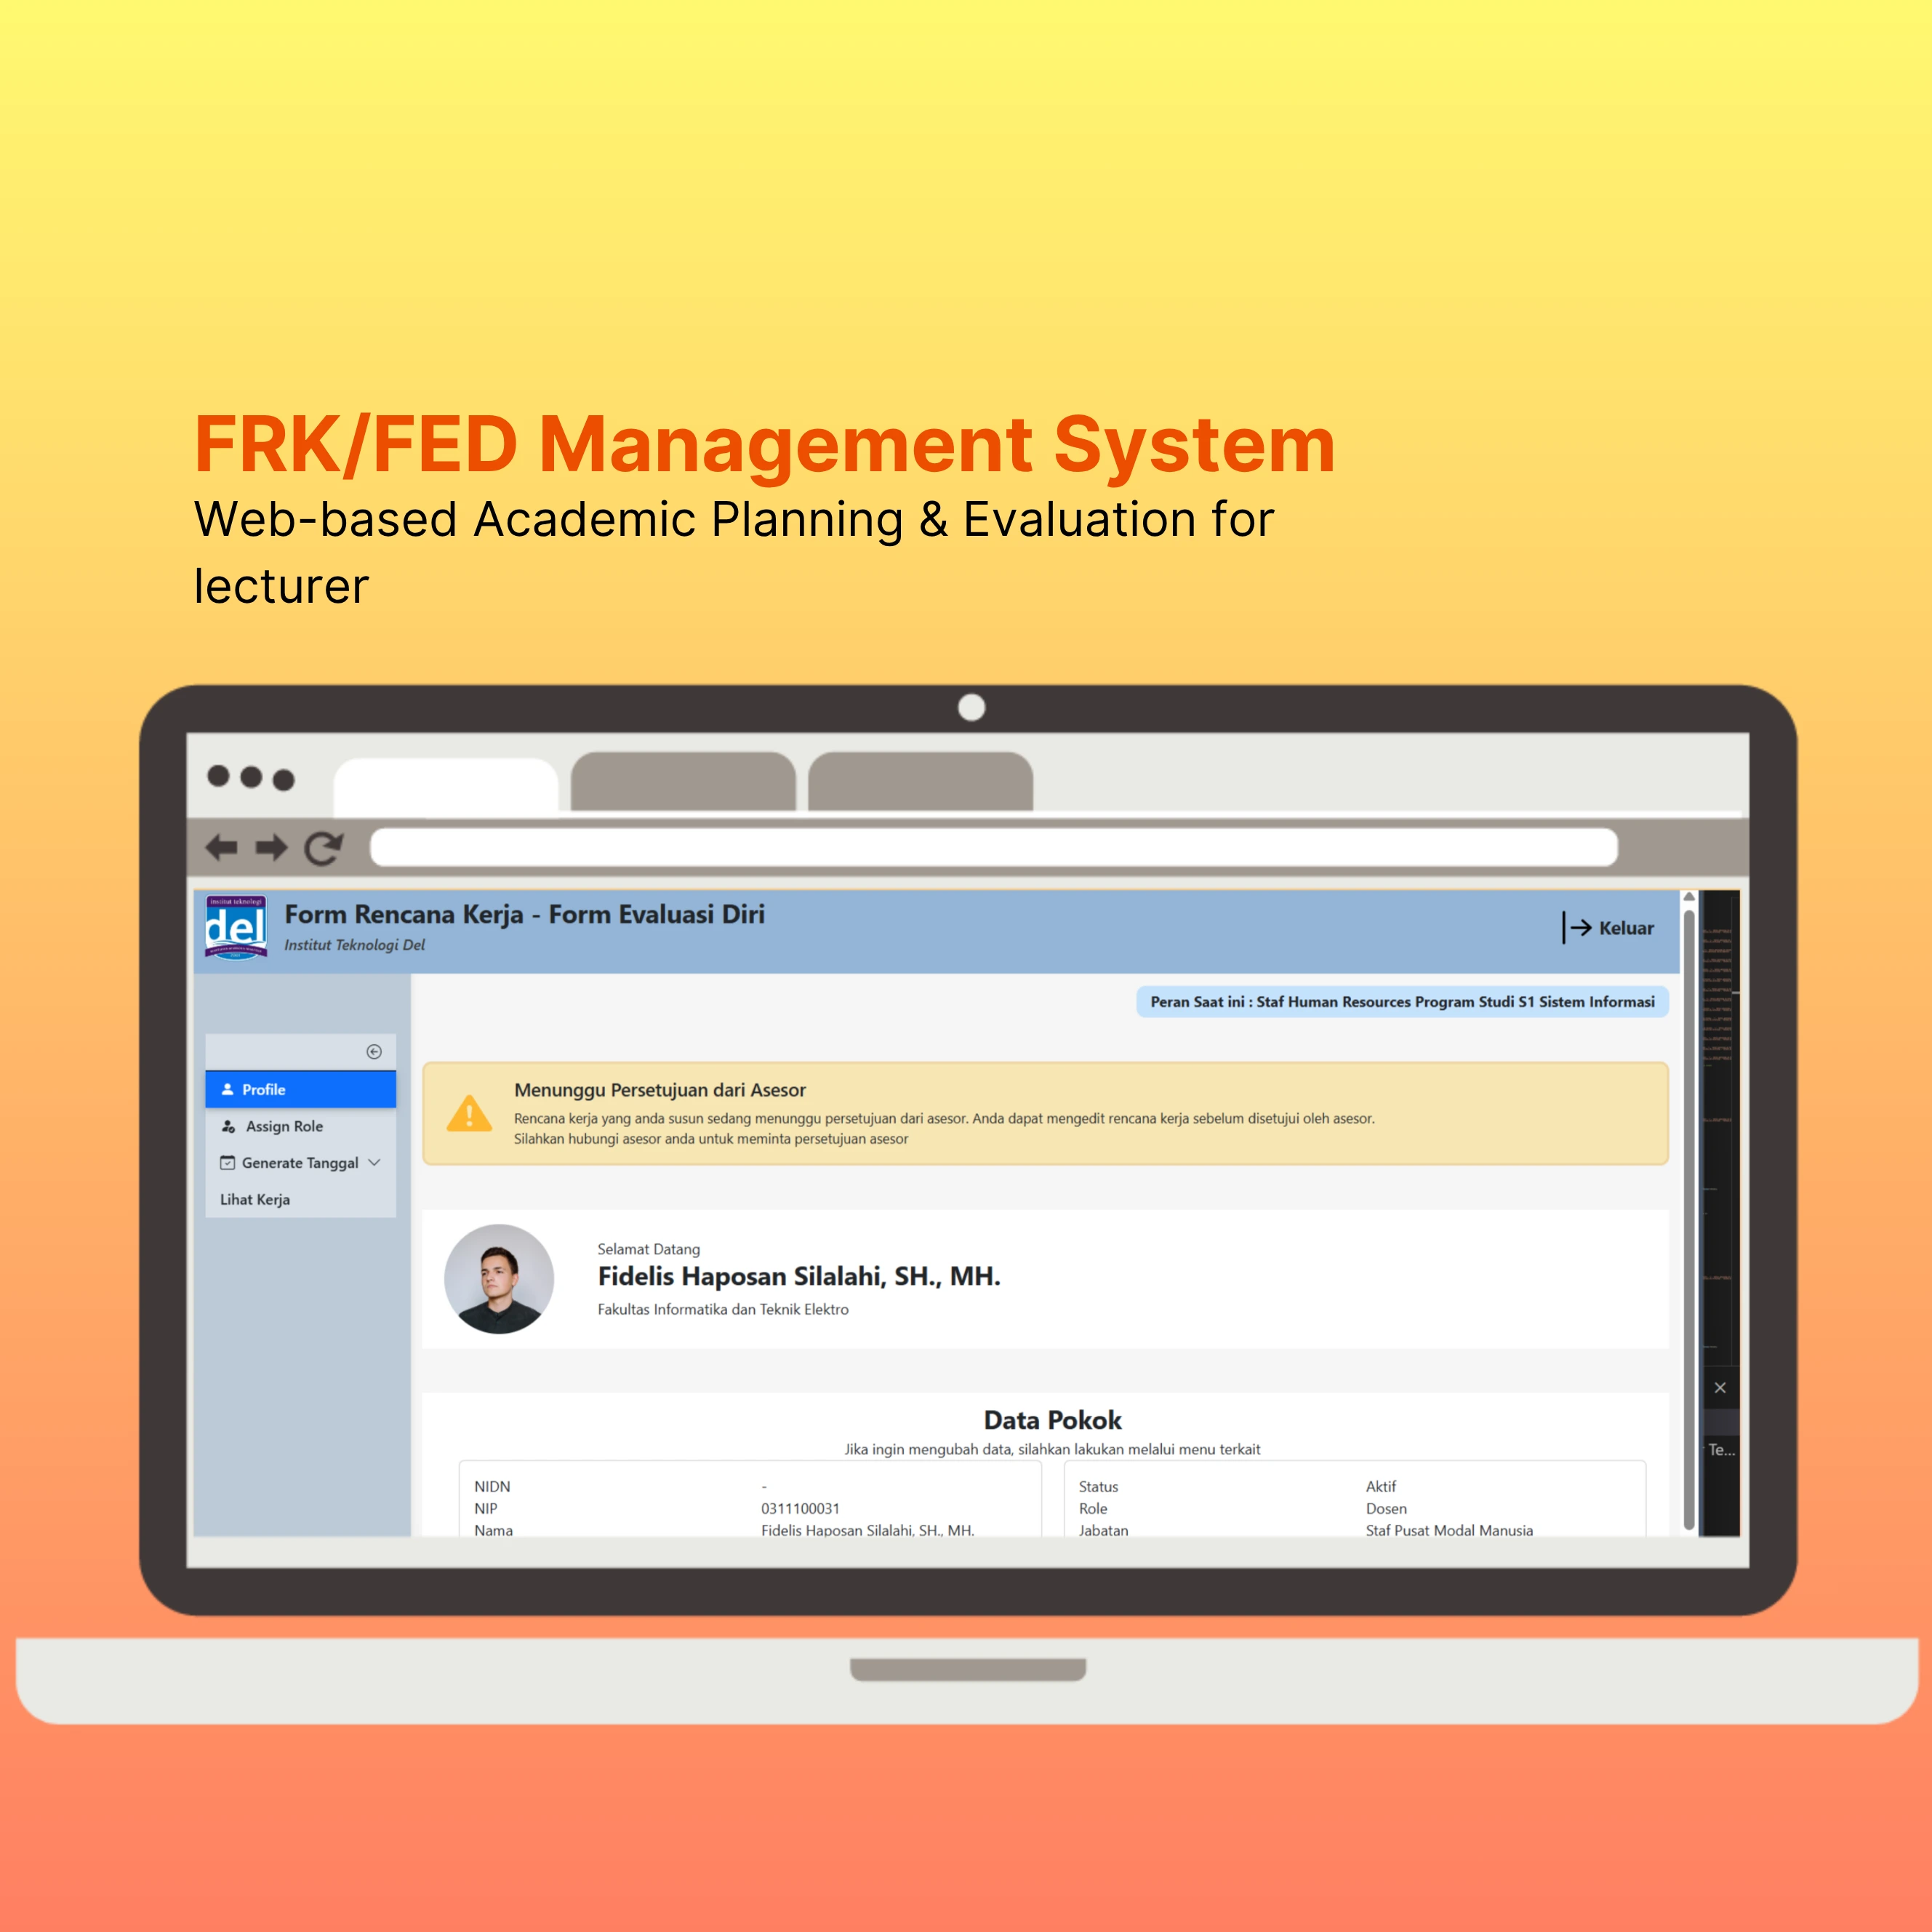 FRK/FED Management System
Web-based Academic Planning & Evaluation for
lecturer
institut teknologi
del
Form Rencana Kerja - Form Evaluasi Diri
Institut Teknologi Del
Keluar
Peran Saat ini : Staf Human Resources Program Studi S1 Sistem Informasi
Profile
Assign Role
Generate Tanggal
Lihat Kerja
Menunggu Persetujuan dari Asesor
Rencana kerja yang anda susun sedang menunggu persetujuan dari asesor. Anda dapat mengedit rencana kerja sebelum disetujui oleh asesor.
Silahkan hubungi asesor anda untuk meminta persetujuan asesor
Selamat Datang
Fidelis Haposan Silalahi, SH., MH.
Fakultas Informatika dan Teknik Elektro
Data Pokok
Jika ingin mengubah data, silahkan lakukan melalui menu terkait
NIDN -
NIP 0311100031
Nama Fidelis Haposan Silalahi, SH., MH.
Status Aktif
Role Dosen
Jabatan Staf Pusat Modal Manusia
Te...